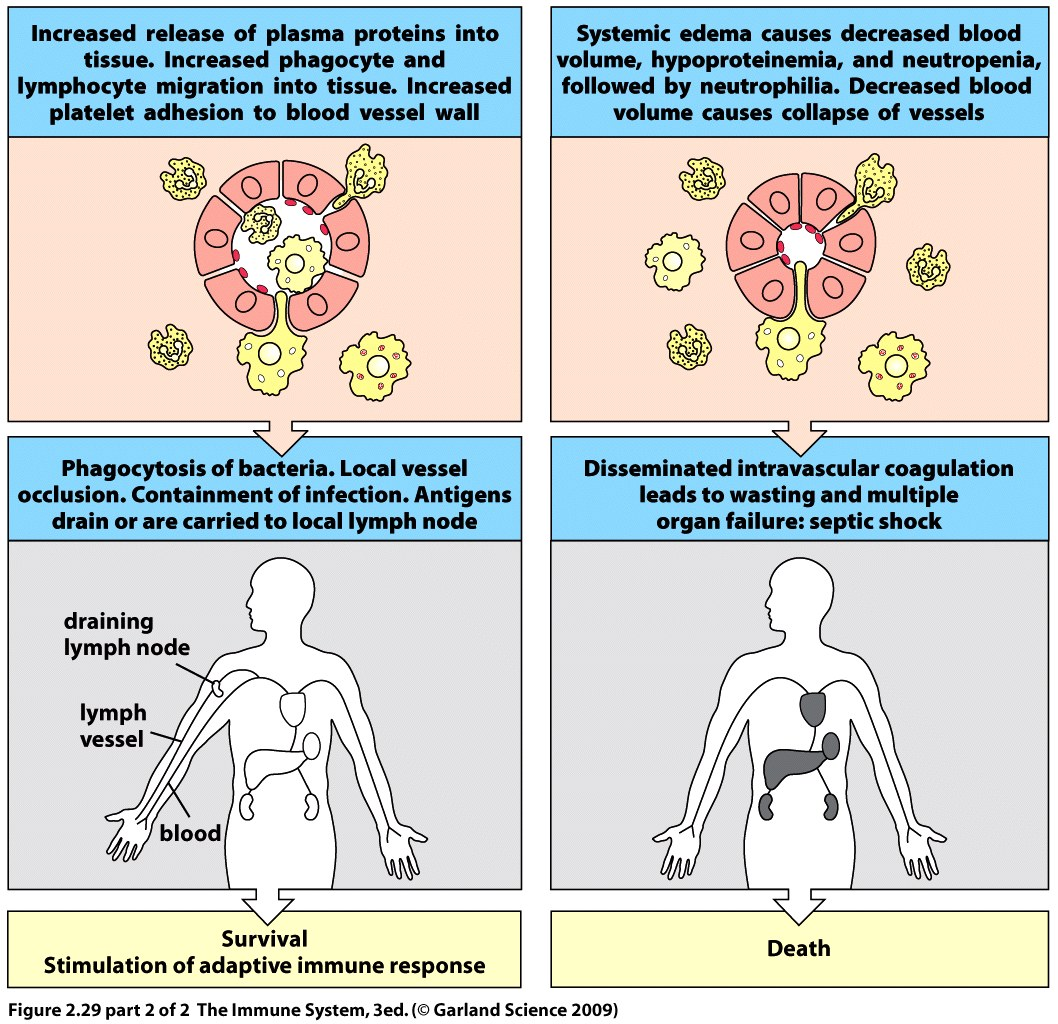 Increased release of plasma proteins into
tissue. Increased phagocyte and
lymphocyte migration into tissue. Increased
platelet adhesion to blood vessel wall
Systemic edema causes decreased blood
volume, hypoproteinemia, and neutropenia,
followed by neutrophilia. Decreased blood
volume causes collapse of vessels
Phagocytosis of bacteria. Local vessel
occlusion. Containment of infection. Antigens
drain or are carried to local lymph node
Disseminated intravascular coagulation
leads to wasting and multiple
organ failure: septic shock
draining
lymph node
lymph
vessel
blood
Survival
Stimulation of adaptive immune response
Death
Figure 2.29 part 2 of 2 The Immune System, 3ed. (© Garland Science 2009)